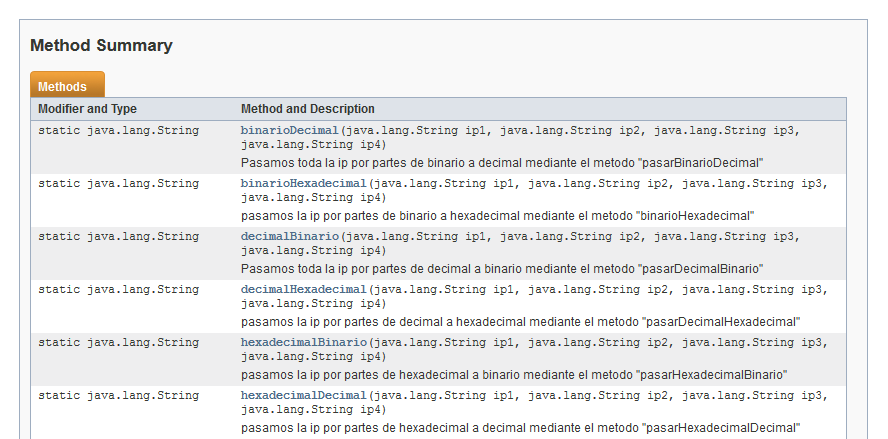 Method Summary
Methods
Modifier and Type Method and Description
static java.lang.String binarioDecimal(java.lang.String ip1, java.lang.String ip2, java.lang.String ip3,
java.lang.String ip4)
Pasamos toda la ip por partes de binario a decimal mediante el metodo "pasarBinarioDecimal"
static java.lang.String binarioHexadecimal(java.lang.String ip1, java.lang.String ip2, java.lang.String ip3,
java.lang.String ip4)
pasamos la ip por partes de binario a hexadecimal mediante el metodo "binarioHexadecimal"
static java.lang.String decimalBinario(java.lang.String ip1, java.lang.String ip2, java.lang.String ip3,
java.lang.String ip4)
Pasamos toda la ip por partes de decimal a binario mediante el metodo "pasarDecimalBinario"
static java.lang.String decimalHexadecimal(java.lang.String ip1, java.lang.String ip2, java.lang.String ip3,
java.lang.String ip4)
pasamos la ip por partes de decimal a hexadecimal mediante el metodo "pasarDecimalHexadecimal"
static java.lang.String hexadecimalBinario(java.lang.String ip1, java.lang.String ip2, java.lang.String ip3,
java.lang.String ip4)
pasamos la ip por partes de hexadecimal a binario mediante el metodo "pasarHexadecimalBinario"
static java.lang.String hexadecimalDecimal(java.lang.String ip1, java.lang.String ip2, java.lang.String ip3,
java.lang.String ip4)
pasamos la ip por partes de hexadecimal a decimal mediante el metodo "pasarHexadecimalDecimal"